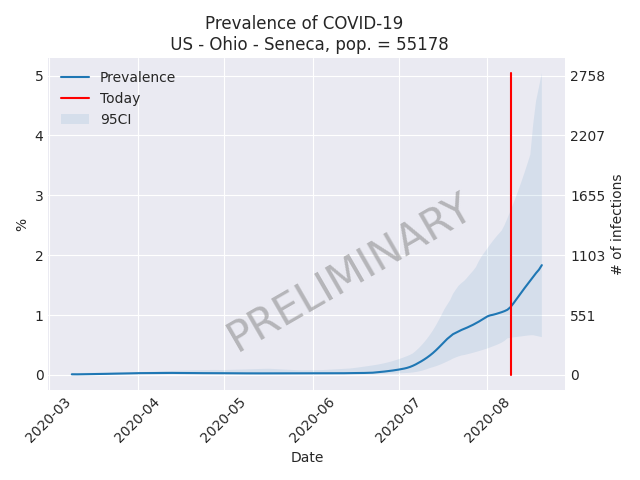 Prevalence of COVID-19
US - Ohio - Seneca, pop. = 55178
Prevalence
Today
95CI
5
4
3
2
1
0
%
2758
2207
1655
1103
551
0
# of infections
PRELIMINARY
2020-03
2020-04
2020-05
2020-06
2020-07
2020-08
Date